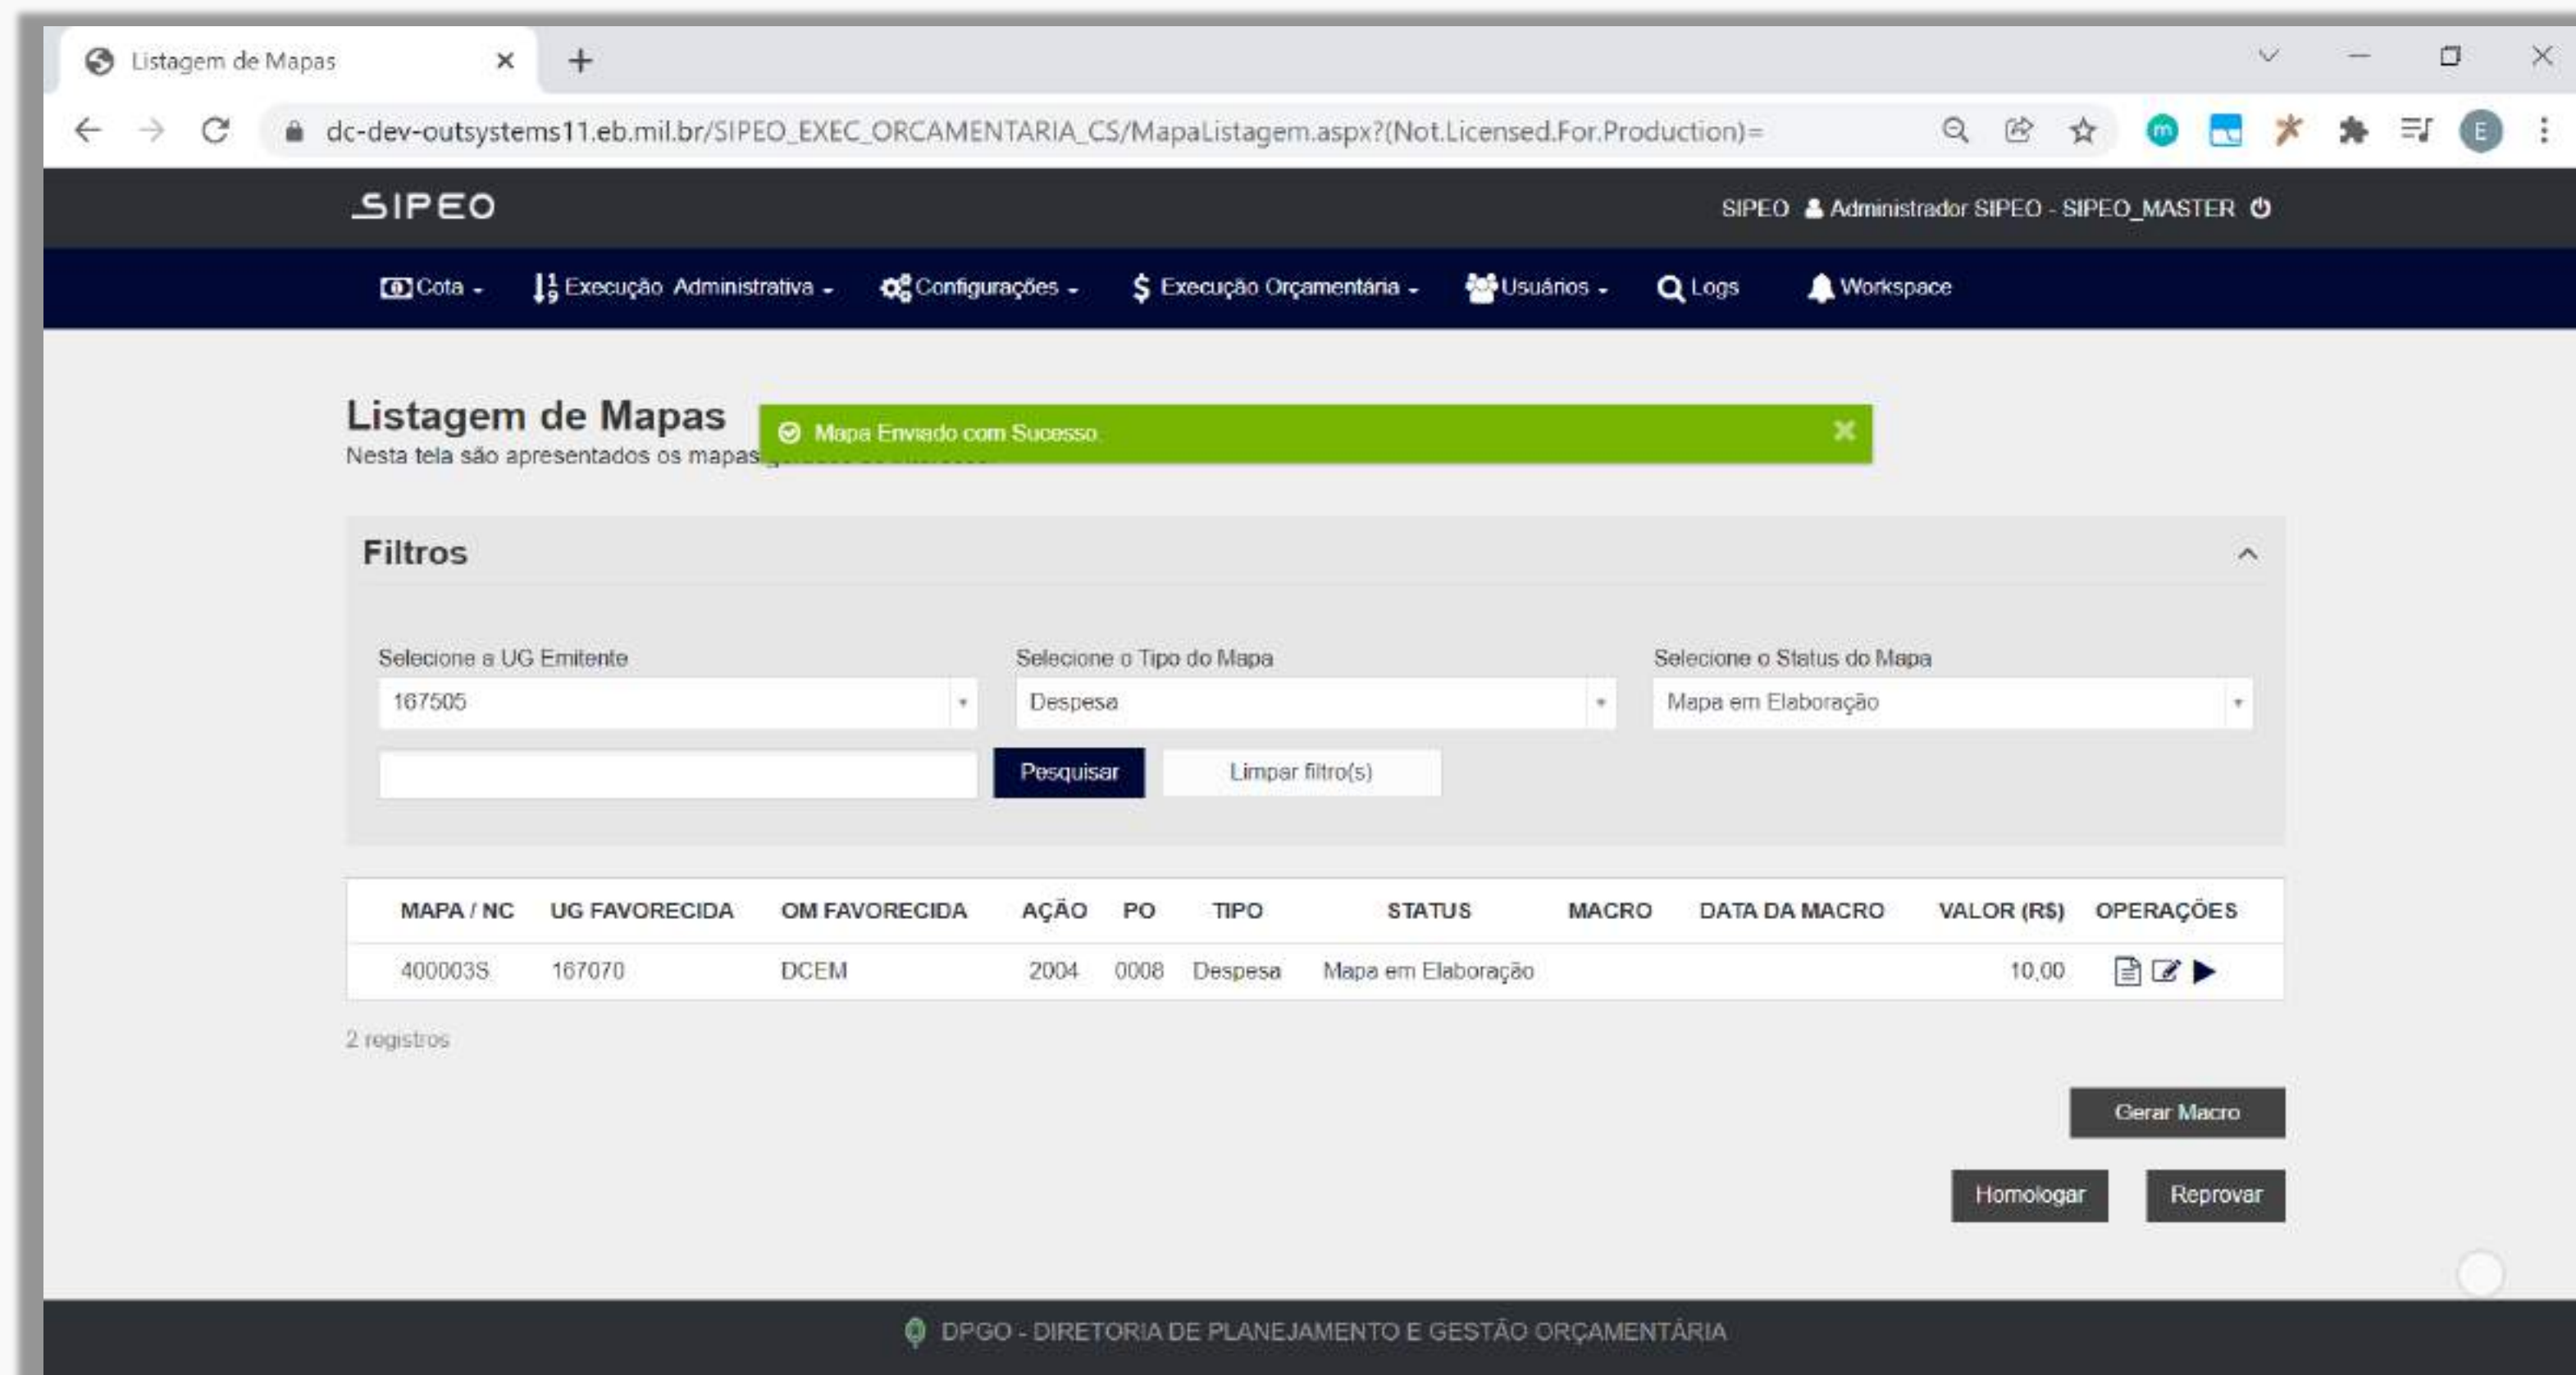 Listagem de Mapas
dc-dev-outsystems11.eb.mil.br/SIPEO_EXEC_ORCAMENTARIA_CS/MapaListagem.aspx?(Not.Licensed.For.Production)=
m
E
SIPEO
SIPEO Administrador SIPEO - SIPEO_MASTER
Cota
Execução Administrativa
Configurações
$ Execução Orçamentária
Usuários
Logs
Workspace
Listagem de Mapas
Mapa Enviado com Sucesso.
Nesta tela são apresentados os mapas
Filtros
Selecione a UG Emitente
Selecione o Tipo do Mapa
Selecione o Status do Mapa
167505
Despesa
Mapa em Elaboração
Pesquisar
Limpar filtro(s)
MAPA / NC UG FAVORECIDA OM FAVORECIDA AÇÃO PO TIPO STATUS MACRO DATA DA MACRO VALOR (R$) OPERAÇÕES
400003S 167070 DCEM 2004 0008 Despesa Mapa em Elaboração 10,00
2 registros
Gerar Macro
Homologar
Reprovar
DPGO - DIRETORIA DE PLANEJAMENTO E GESTÃO ORÇAMENTÁRIA